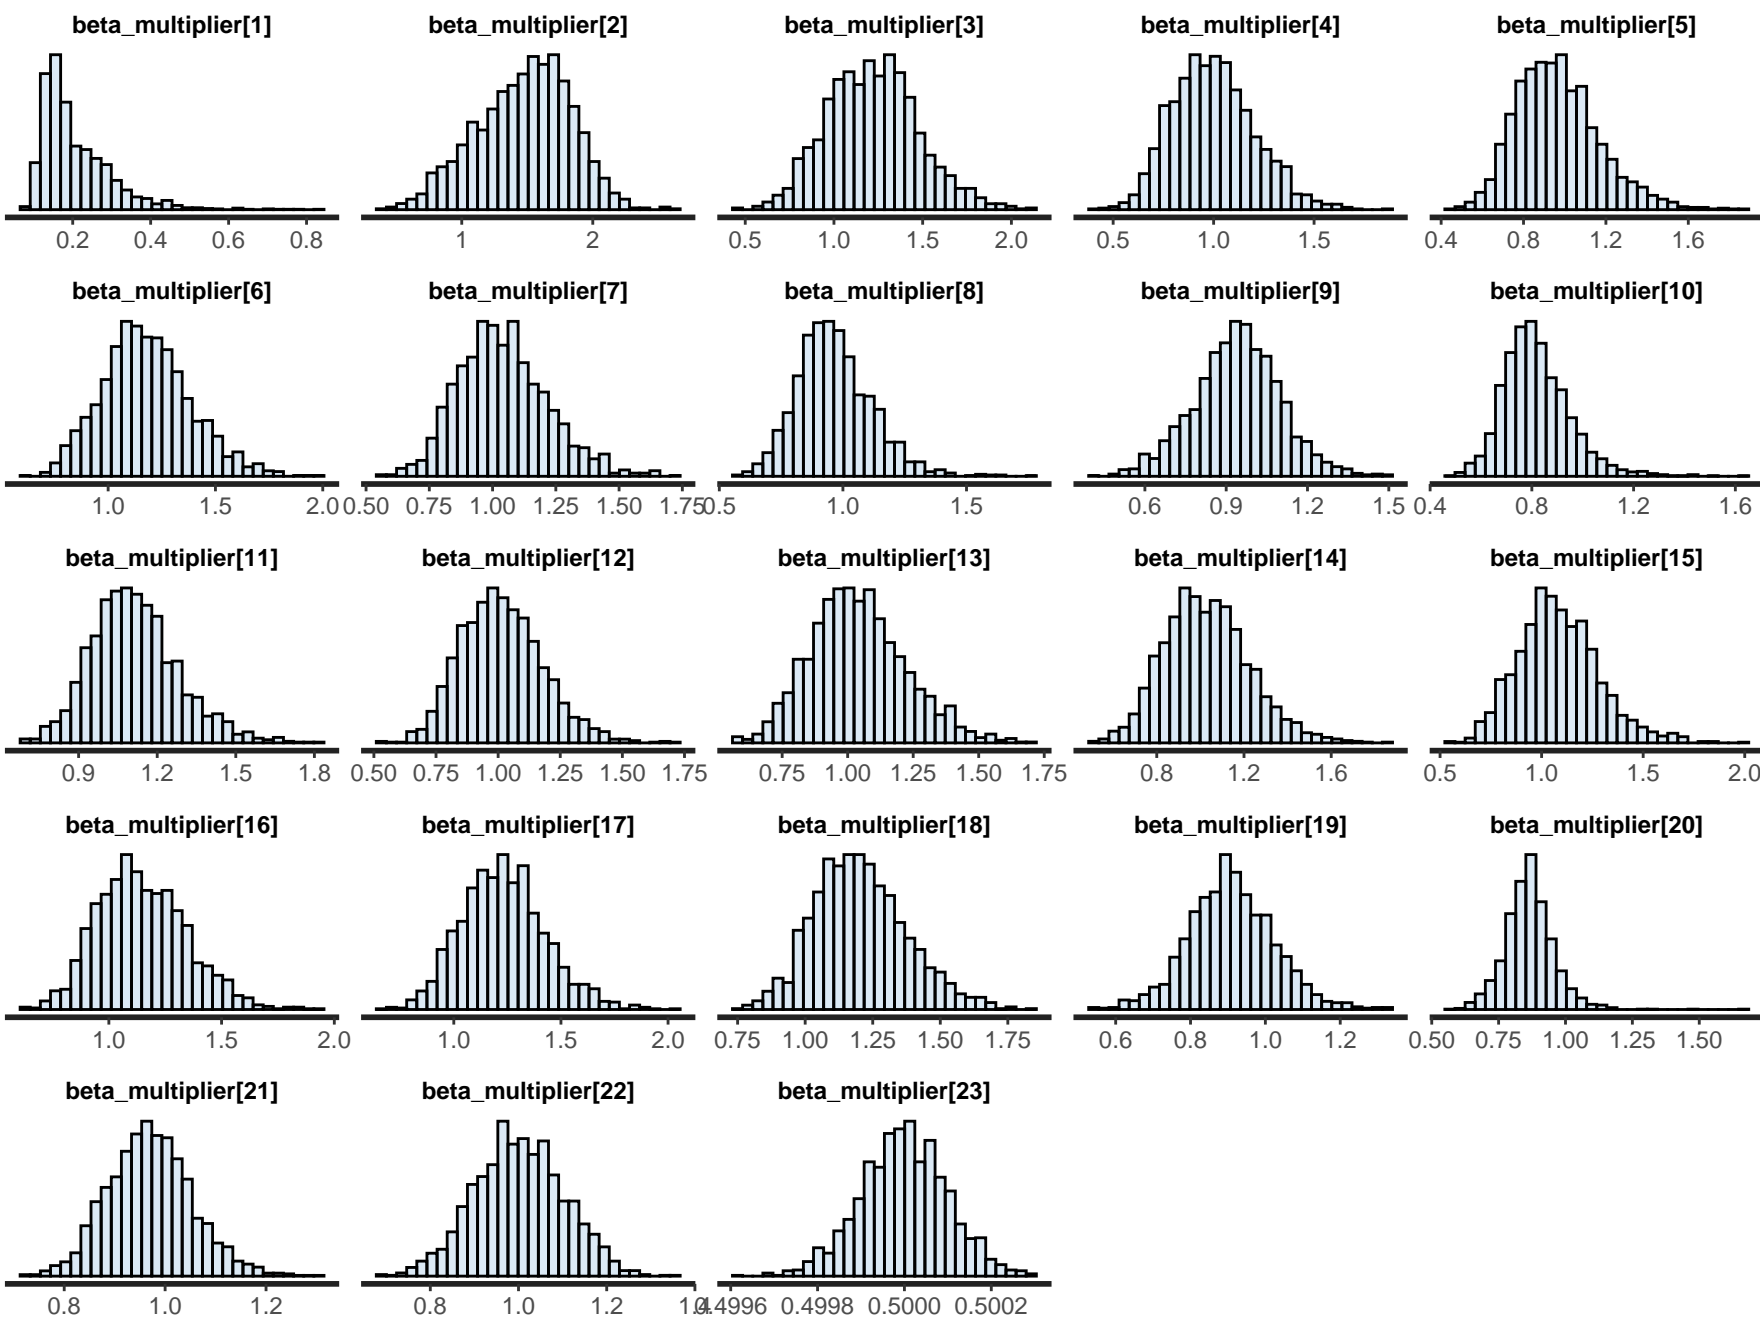 beta_multiplier[1] beta_multiplier[2] beta_multiplier[3] beta_multiplier[4] beta_multiplier[5]
0.2 0.4 0.6 0.8 1 2 0.5 1.0 1.5 2.0 0.5 1.0 1.5 0.4 0.8 1.2 1.6
beta_multiplier[6] beta_multiplier[7] beta_multiplier[8] beta_multiplier[9] beta_multiplier[10]
1.0 1.5 2.0 0.50 0.75 1.00 1.25 1.50 1.75 0.5 1.0 1.5 0.6 0.9 1.2 1.5 0.4 0.8 1.2 1.6
beta_multiplier[11] beta_multiplier[12] beta_multiplier[13] beta_multiplier[14] beta_multiplier[15]
0.9 1.2 1.5 1.8 0.50 0.75 1.00 1.25 1.50 1.75 0.75 1.00 1.25 1.50 1.75 0.8 1.2 1.6 0.5 1.0 1.5 2.0
beta_multiplier[16] beta_multiplier[17] beta_multiplier[18] beta_multiplier[19] beta_multiplier[20]
1.0 1.5 2.0 1.0 1.5 2.0 0.75 1.00 1.25 1.50 1.75 0.6 0.8 1.0 1.2 0.50 0.75 1.00 1.25 1.50
beta_multiplier[21] beta_multiplier[22] beta_multiplier[23]
0.8 1.0 1.2 0.8 1.0 1.2 1.4 0.4996 0.4998 0.5000 0.5002